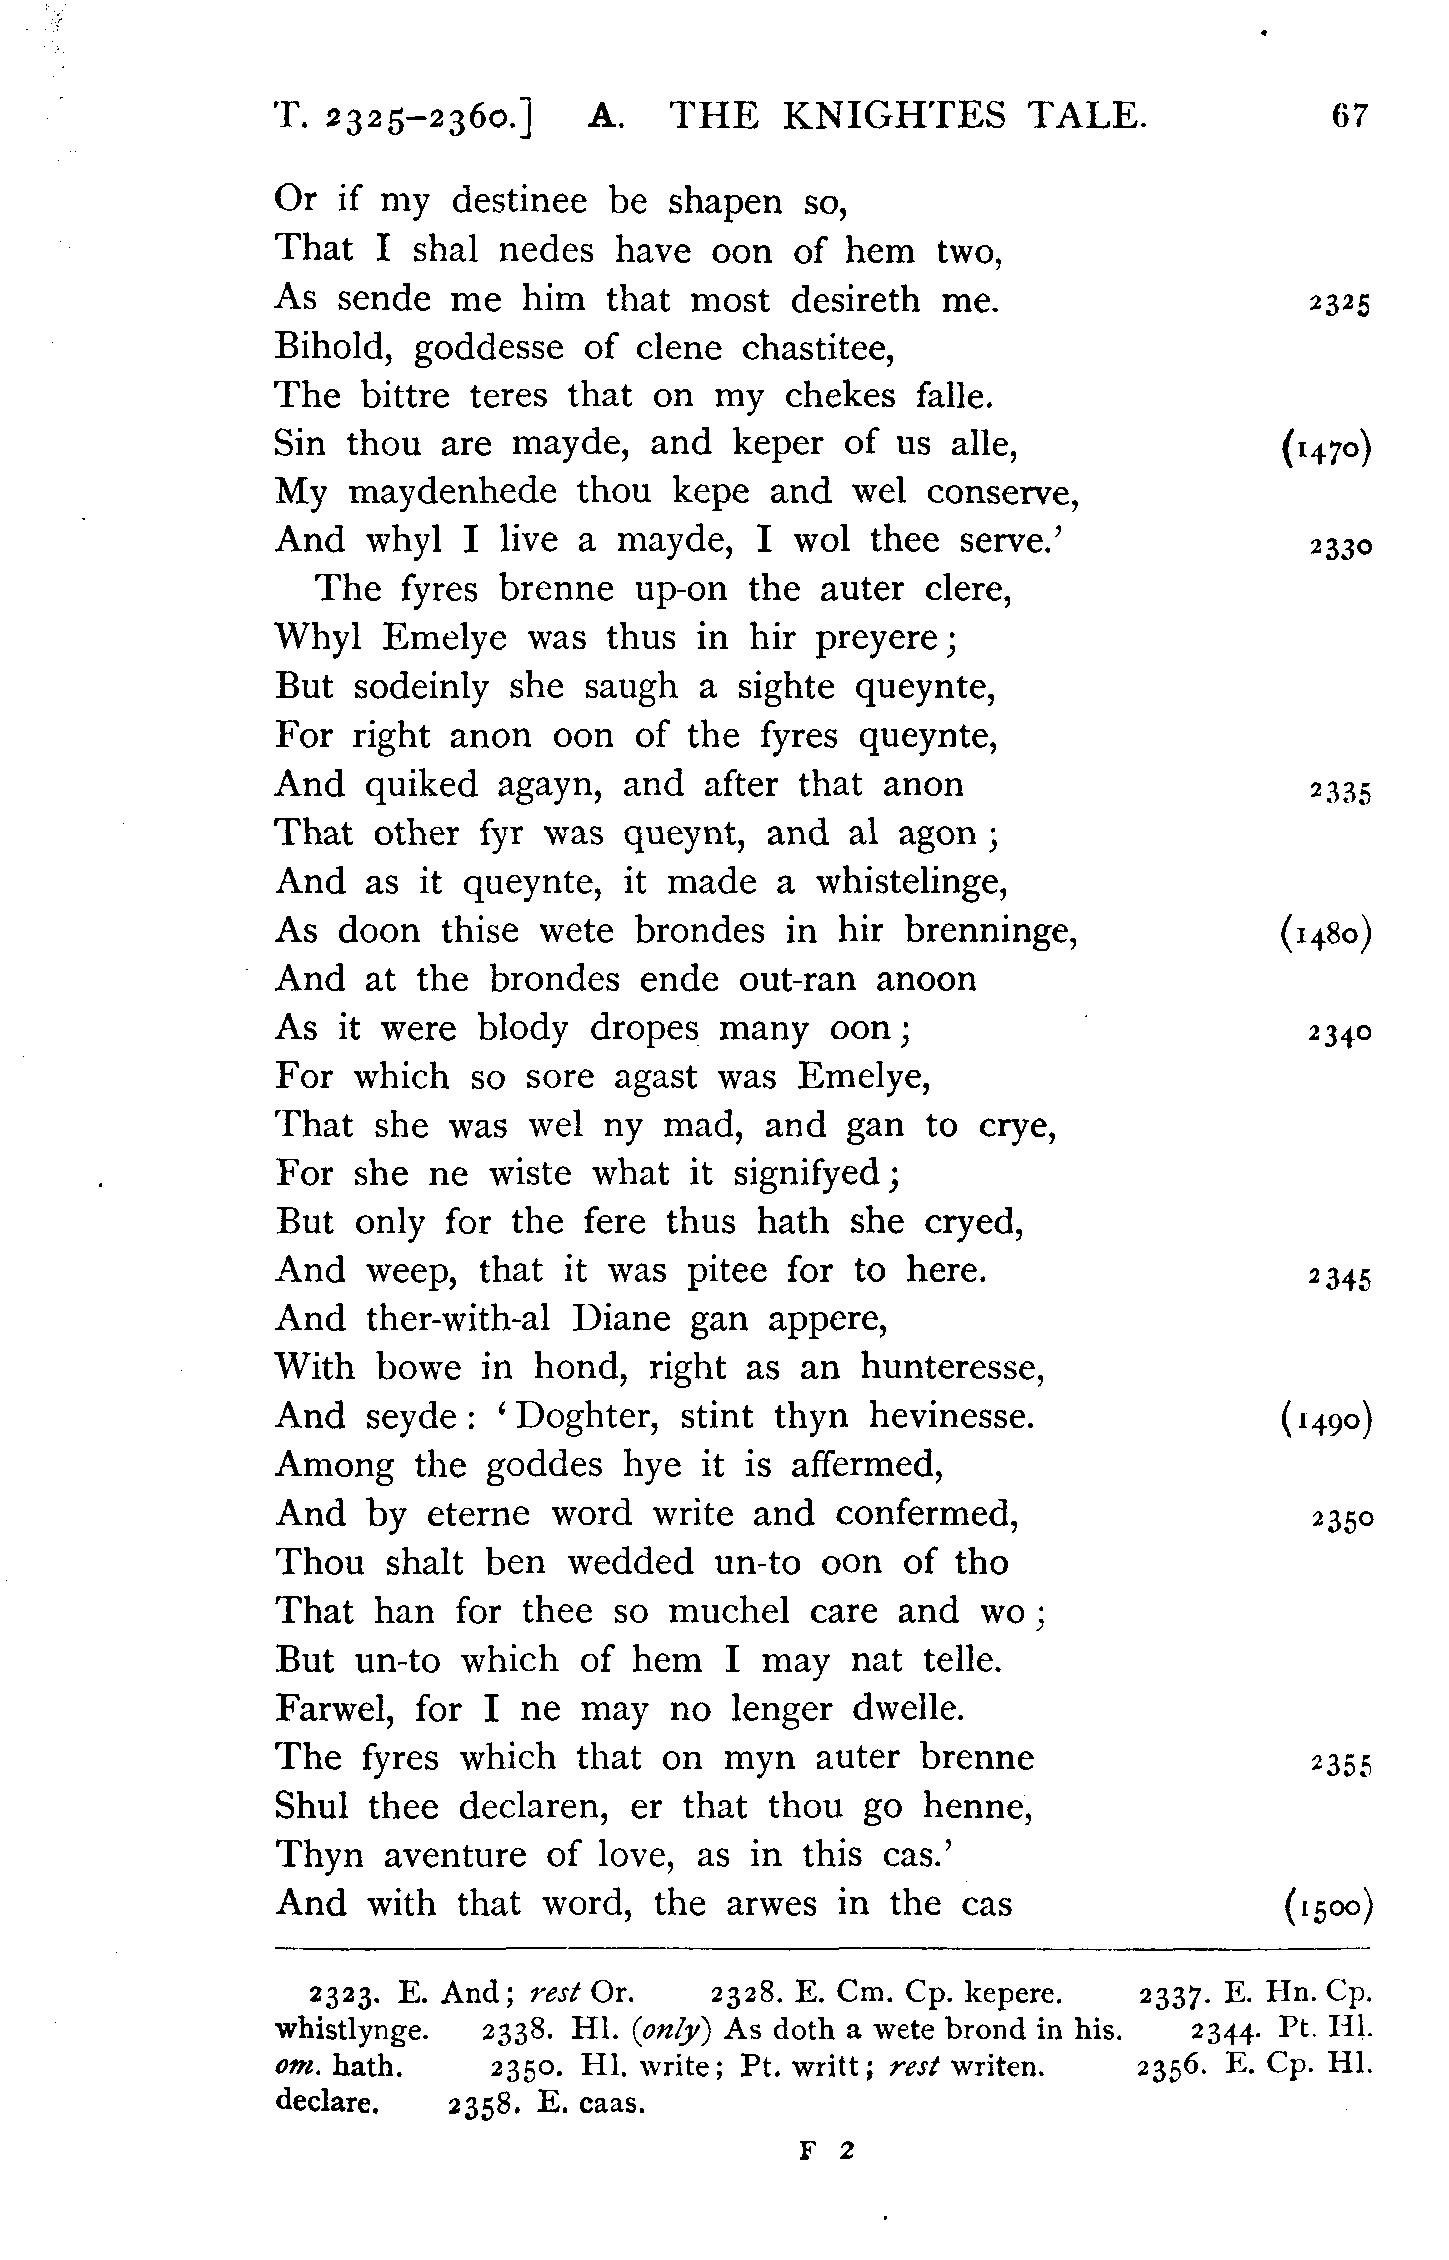 T. 2325–2360.] A. THE KNIGHTES TALE. 67
Or if my destinee be shapen so,
That I shal nedes have oon of hem two,
As sende me him that most desireth me. 2325
Bihold, goddesse of clene chastitee,
The bittre teres that on my chekes falle.
Sin thou are mayde, and keper of us alle, (1470)
My maydenhede thou kepe and wel conserve,
And whyl I live a mayde, I wol thee serve.’ 2330
The fyres brenne up-on the auter clere,
Whyl Emelye was thus in hir preyere;
But sodeinly she saugh a sighte queynte,
For right anon oon of the fyres queynte,
And quiked agayn, and after that anon 2335
That other fyr was queynt, and al agon;
And as it queynte, it made a whistelinge,
As doon thise wete brondes in hir brenninge, (1480)
And at the brondes ende out-ran anoon
As it were blody dropes many oon; 2340
For which so sore agast was Emelye,
That she was wel ny mad, and gan to crye,
For she ne wiste what it signifyed;
But only for the fere thus hath she cryed,
And weep, that it was pitee for to here. 2345
And ther-with-al Diane gan appere,
With bowe in hond, right as an hunteresse,
And seyde: ‘Doghter, stint thyn hevinesse. (1490)
Among the goddes hye it is affermed,
And by eterne word write and confermed, 2350
Thou shalt ben wedded un-to oon of tho
That han for thee so muchel care and wo;
But un-to which of hem I may nat telle.
Farwel, for I ne may no lenger dwelle.
The fyres which that on myn auter brenne 2355
Shul thee declaren, er that thou go henne,
Thyn aventure of love, as in this cas.’
And with that word, the arwes in the cas (1500)
2323. E. And; rest Or. 2328. E. Cm. Cp. kepere. 2337. E. Hn. Cp.
whistlynge. 2338. Hl. (only) As doth a wete brond in his. 2344. Pt. Hl.
om. hath. 2350. Hl. write; Pt. writt; rest writen. 2356. E. Cp. Hl.
declare. 2358. E. caas.
F 2